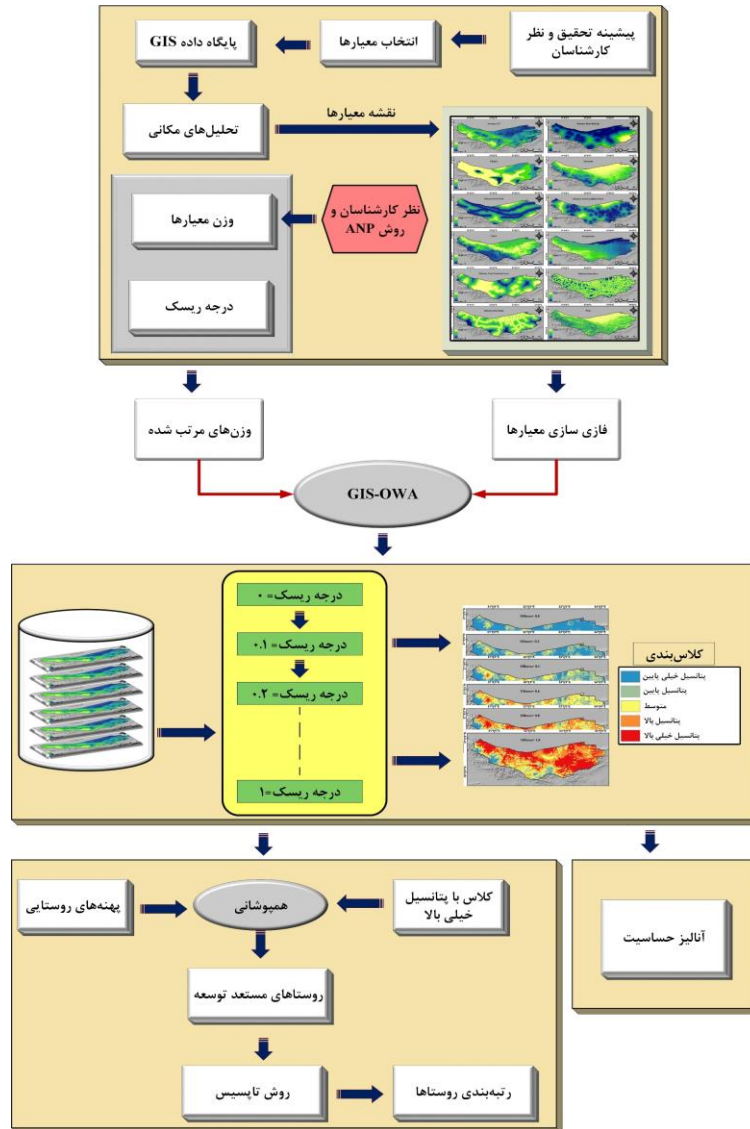 پیشینه تحقیق و نظر
کارشناسان
انتخاب معیارها
پایگاه داده GIS
تحلیل‌های مکانی
نقشه معیارها
نظر کارشناسان و
روش ANP
وزن معیارها
درجه ریسک
وزن‌های مرتب شده
فازی سازی معیارها
GIS-OWA
درجه ریسک= ۰
درجه ریسک= ۰.۱
درجه ریسک= ۰.۲
درجه ریسک=۱
کلاس‌بندی
پتانسیل خیلی پایین
پتانسیل پایین
متوسط
پتانسیل بالا
پتانسیل خیلی بالا
پهنه‌های روستایی
همپوشانی
کلاس با پتانسیل
خیلی بالا
روستاهای مستعد توسعه
روش تاپسیس
رتبه‌بندی روستاها
آنالیز حساسیت